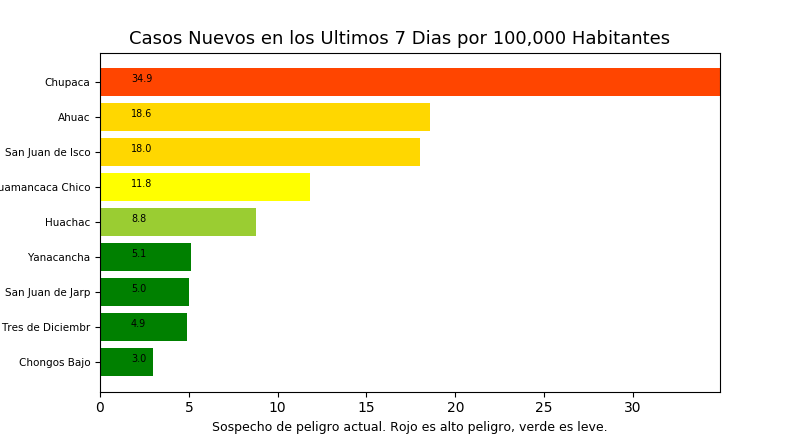 Casos Nuevos en los Ultimos 7 Dias por 100,000 Habitantes
Chupaca 34.9
Ahuac 18.6
San Juan de Isco 18.0
uamancaca Chico 11.8
Huachac 8.8
Yanacancha 5.1
San Juan de Jarp 5.0
Tres de Diciembr 4.9
Chongos Bajo 3.0
0 5 10 15 20 25 30
Sospecho de peligro actual. Rojo es alto peligro, verde es leve.